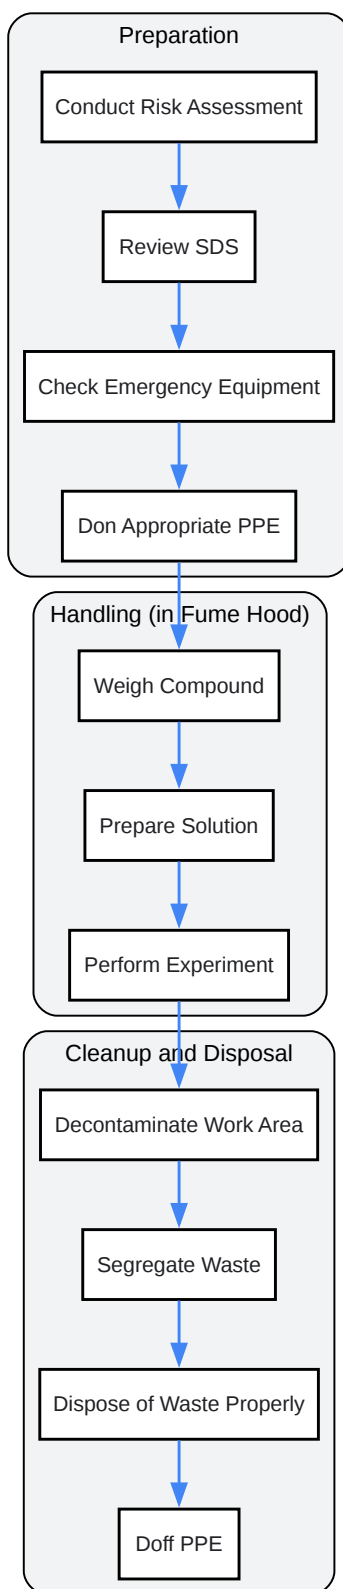 Preparation
Conduct Risk Assessment
Review SDS
Check Emergency Equipment
Don Appropriate PPE
Handling (in Fume Hood)
Weigh Compound
Prepare Solution
Perform Experiment
Cleanup and Disposal
Decontaminate Work Area
Segregate Waste
Dispose of Waste Properly
Doff PPE